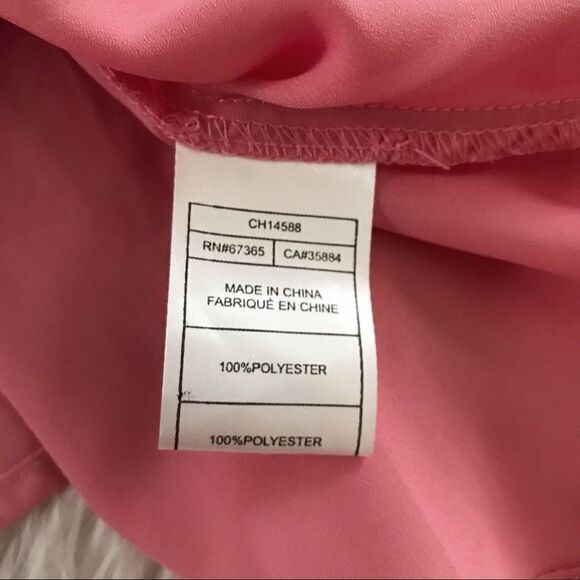 CH14588
RN#67365 CA#35884
MADE IN CHINA
FABRIQUÉ EN CHINE
100%POLYESTER
100%POLYESTER